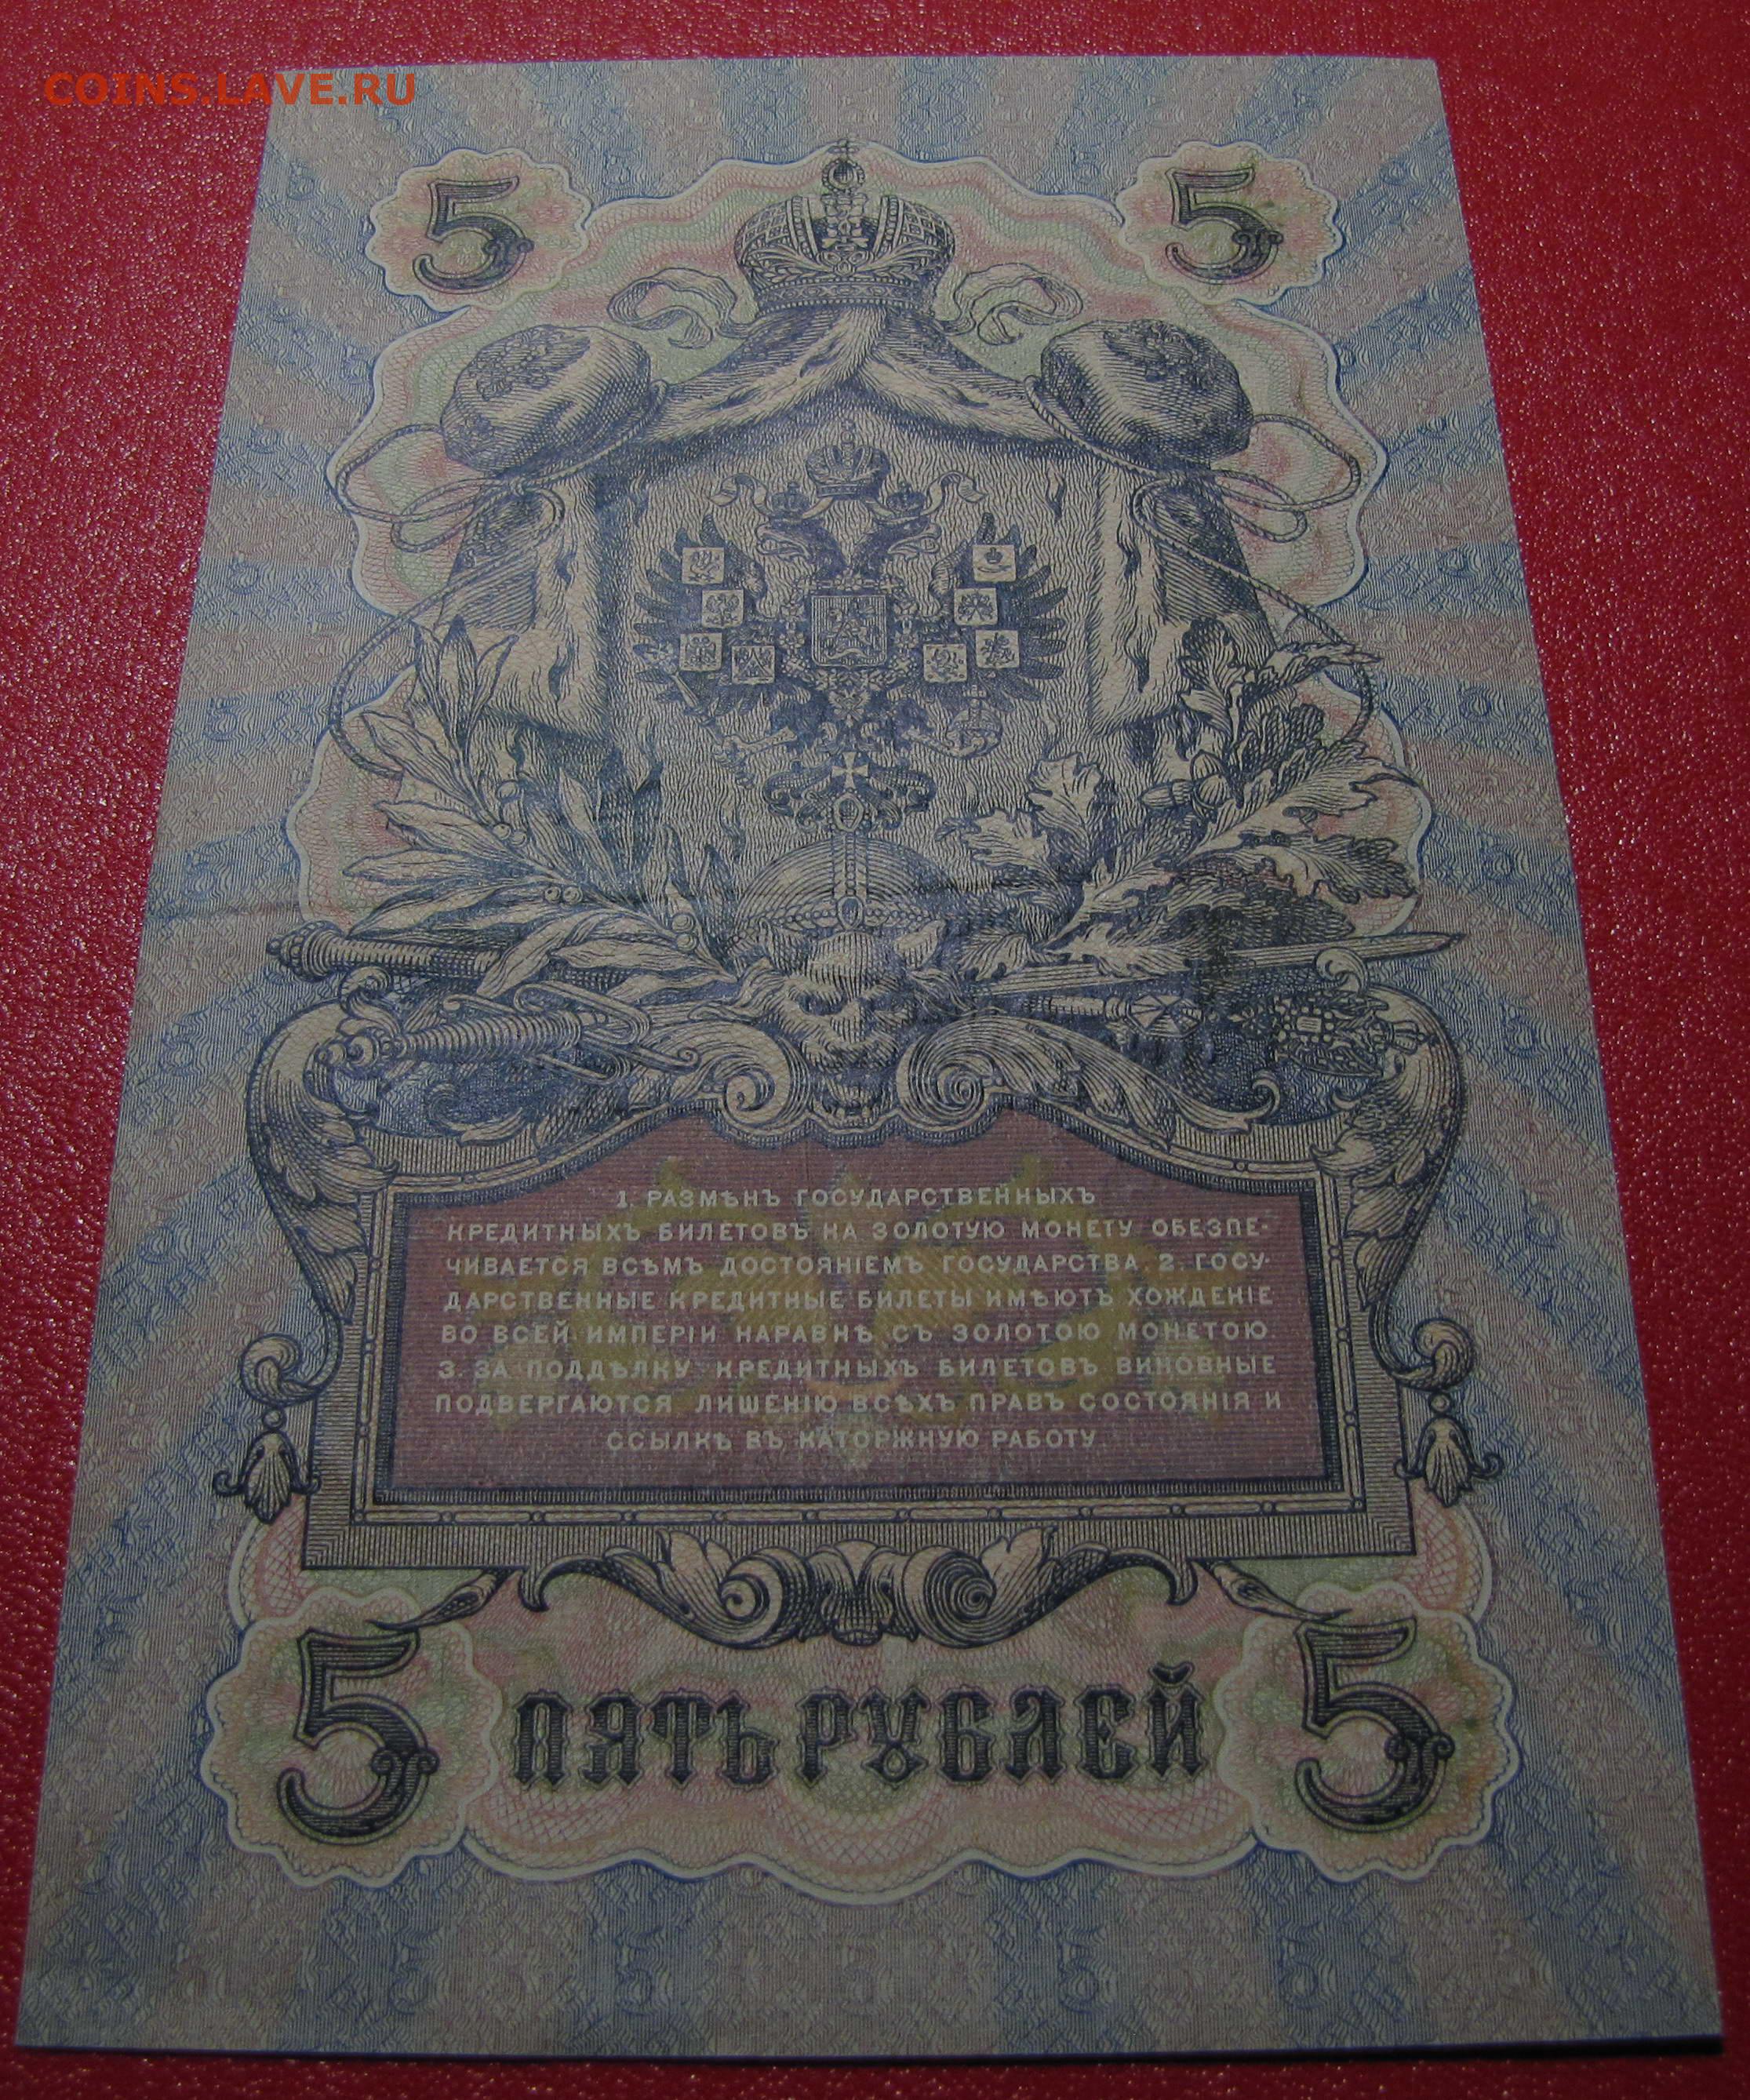 COINS.LAVE.RU
5 5
1. РАЗМѢНЪ ГОСУДАРСТВЕННЫХЪ
КРЕДИТНЫХЪ БИЛЕТОВЪ НА ЗОЛОТУЮ МОНЕТУ ОБЕЗПЕ-
ЧИВАЕТСЯ ВСѢМЪ ДОСТОЯНІЕМЪ ГОСУДАРСТВА. 2. ГОСУ-
ДАРСТВЕННЫЕ КРЕДИТНЫЕ БИЛЕТЫ ИМѢЮТЪ ХОЖДЕНІЕ
ВО ВСЕЙ ИМПЕРІИ НАРАВНѢ СЪ ЗОЛОТОЮ МОНЕТОЮ.
3. ЗА ПОДДѢЛКУ КРЕДИТНЫХЪ БИЛЕТОВЪ ВИНОВНЫЕ
ПОДВЕРГАЮТСЯ ЛИШЕНІЮ ВСѢХЪ ПРАВЪ СОСТОЯНІЯ И
ССЫЛКѢ ВЪ КАТОРЖНУЮ РАБОТУ.
5 ПЯТЬ РУБЛЕЙ 5